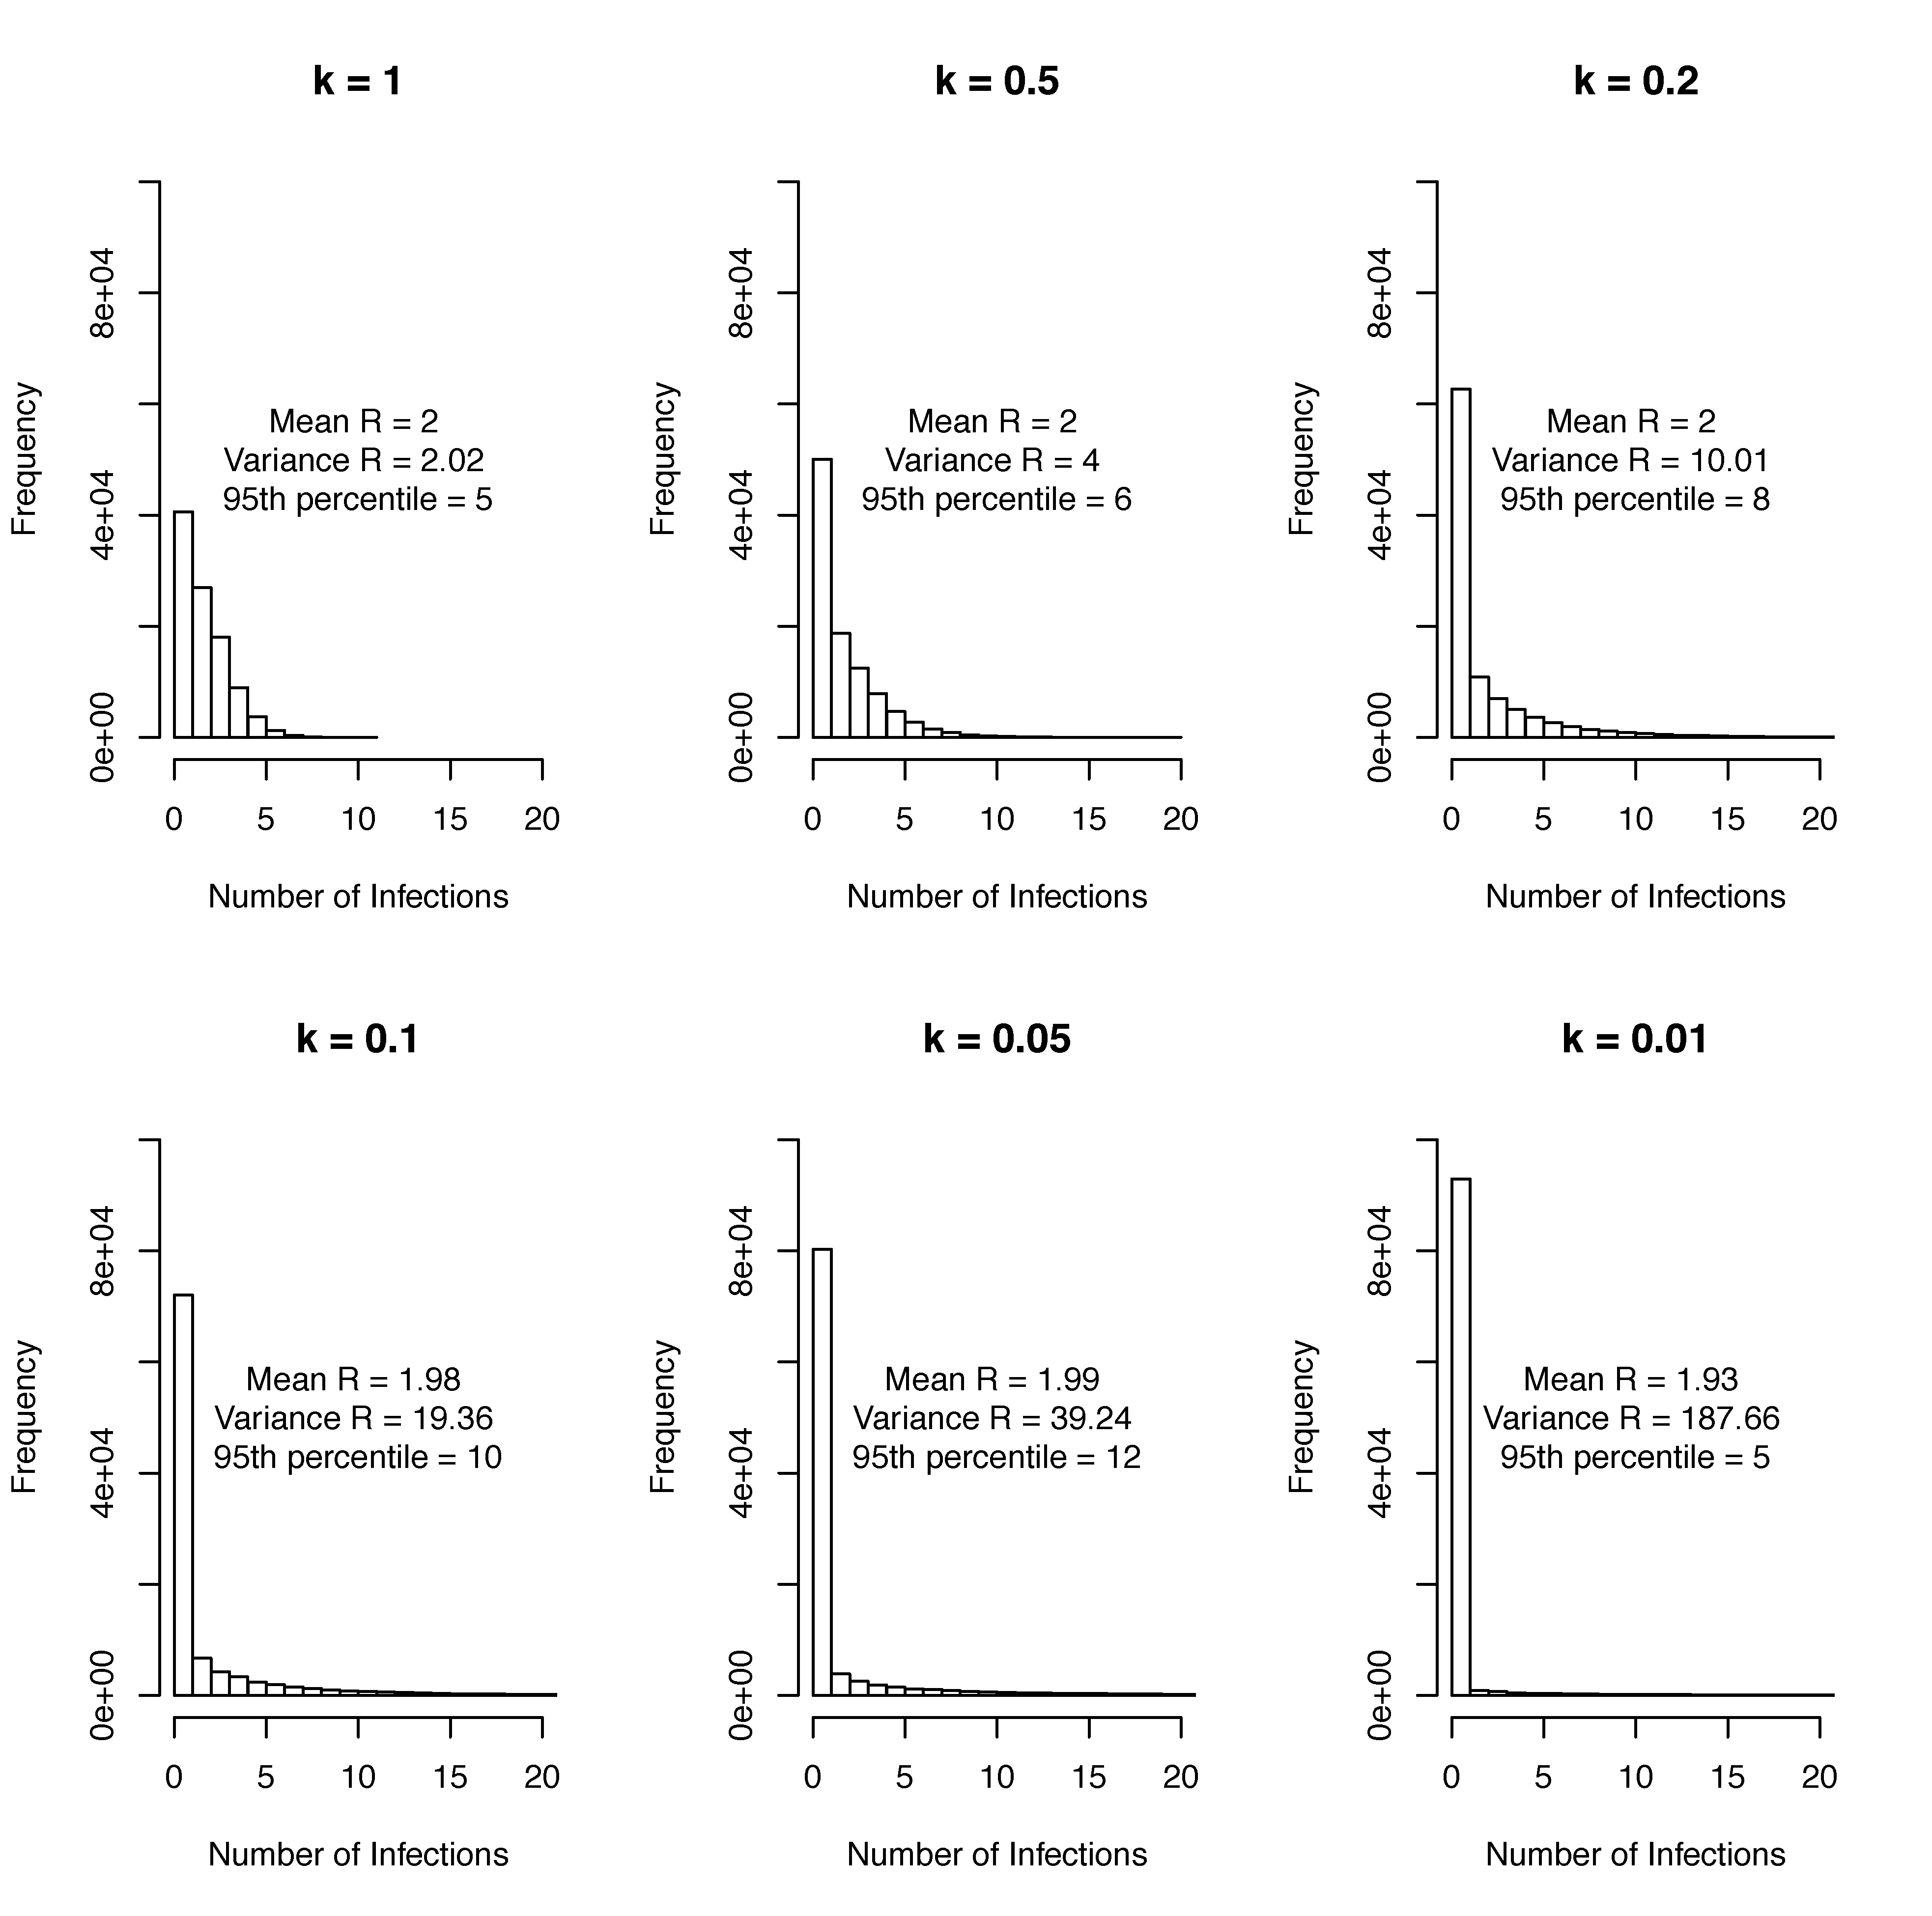 k = 1
Frequency
8e+04
4e+04
0e+00
Mean R = 2
Variance R = 2.02
95th percentile = 5
0 5 10 15 20
Number of Infections
k = 0.5
Frequency
8e+04
4e+04
0e+00
Mean R = 2
Variance R = 4
95th percentile = 6
0 5 10 15 20
Number of Infections
k = 0.2
Frequency
8e+04
4e+04
0e+00
Mean R = 2
Variance R = 10.01
95th percentile = 8
0 5 10 15 20
Number of Infections
k = 0.1
Frequency
8e+04
4e+04
0e+00
Mean R = 1.98
Variance R = 19.36
95th percentile = 10
0 5 10 15 20
Number of Infections
k = 0.05
Frequency
8e+04
4e+04
0e+00
Mean R = 1.99
Variance R = 39.24
95th percentile = 12
0 5 10 15 20
Number of Infections
k = 0.01
Frequency
8e+04
4e+04
0e+00
Mean R = 1.93
Variance R = 187.66
95th percentile = 5
0 5 10 15 20
Number of Infections